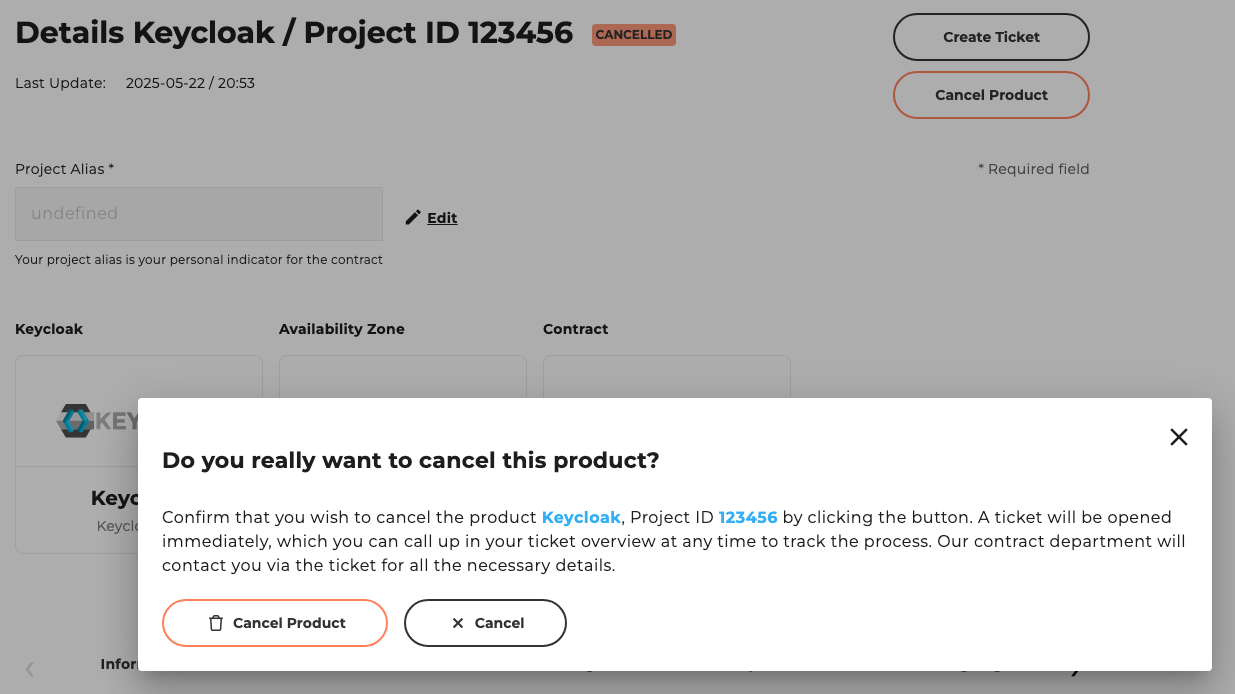 Details Keycloak / Project ID 123456 CANCELLED
Create Ticket
Last Update: 2025-05-22 / 20:53
Cancel Product
Project Alias *
* Required field
undefined
Edit
Your project alias is your personal indicator for the contract
Keycloak
Availability Zone
Contract
Do you really want to cancel this product?
Confirm that you wish to cancel the product Keycloak, Project ID 123456 by clicking the button. A ticket will be opened
immediately, which you can call up in your ticket overview at any time to track the process. Our contract department will
contact you via the ticket for all the necessary details.
Cancel Product
Cancel